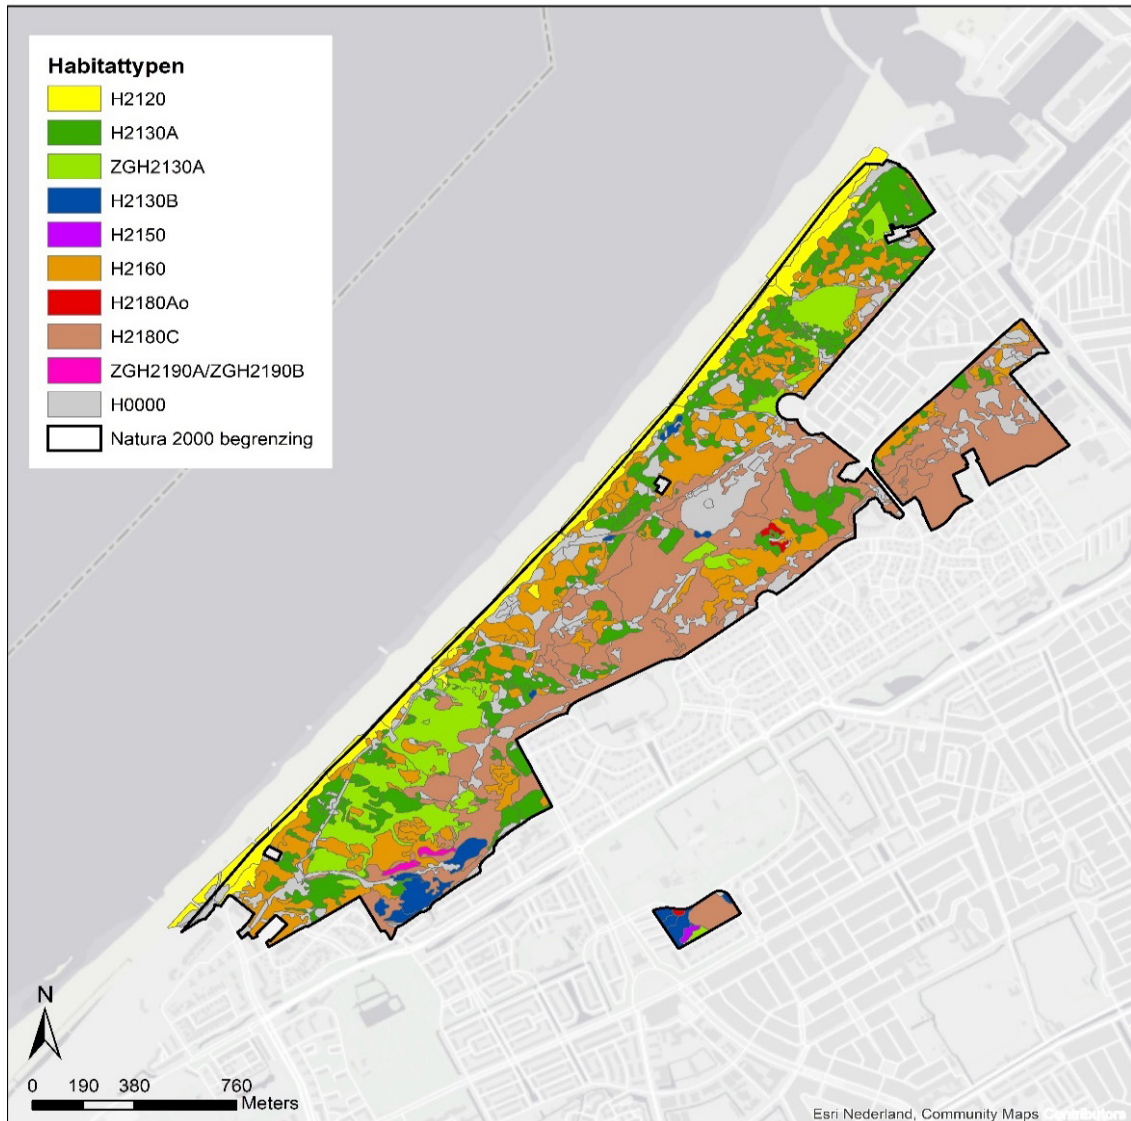 Habitattypen
H2120
H2130A
ZGH2130A
H2130B
H2150
H2160
H2180Ao
H2180C
ZGH2190A/ZGH2190B
H0000
Natura 2000 begrenzing
N
0 190 380 760
Meters
Esri Nederland, Community Maps Contributors